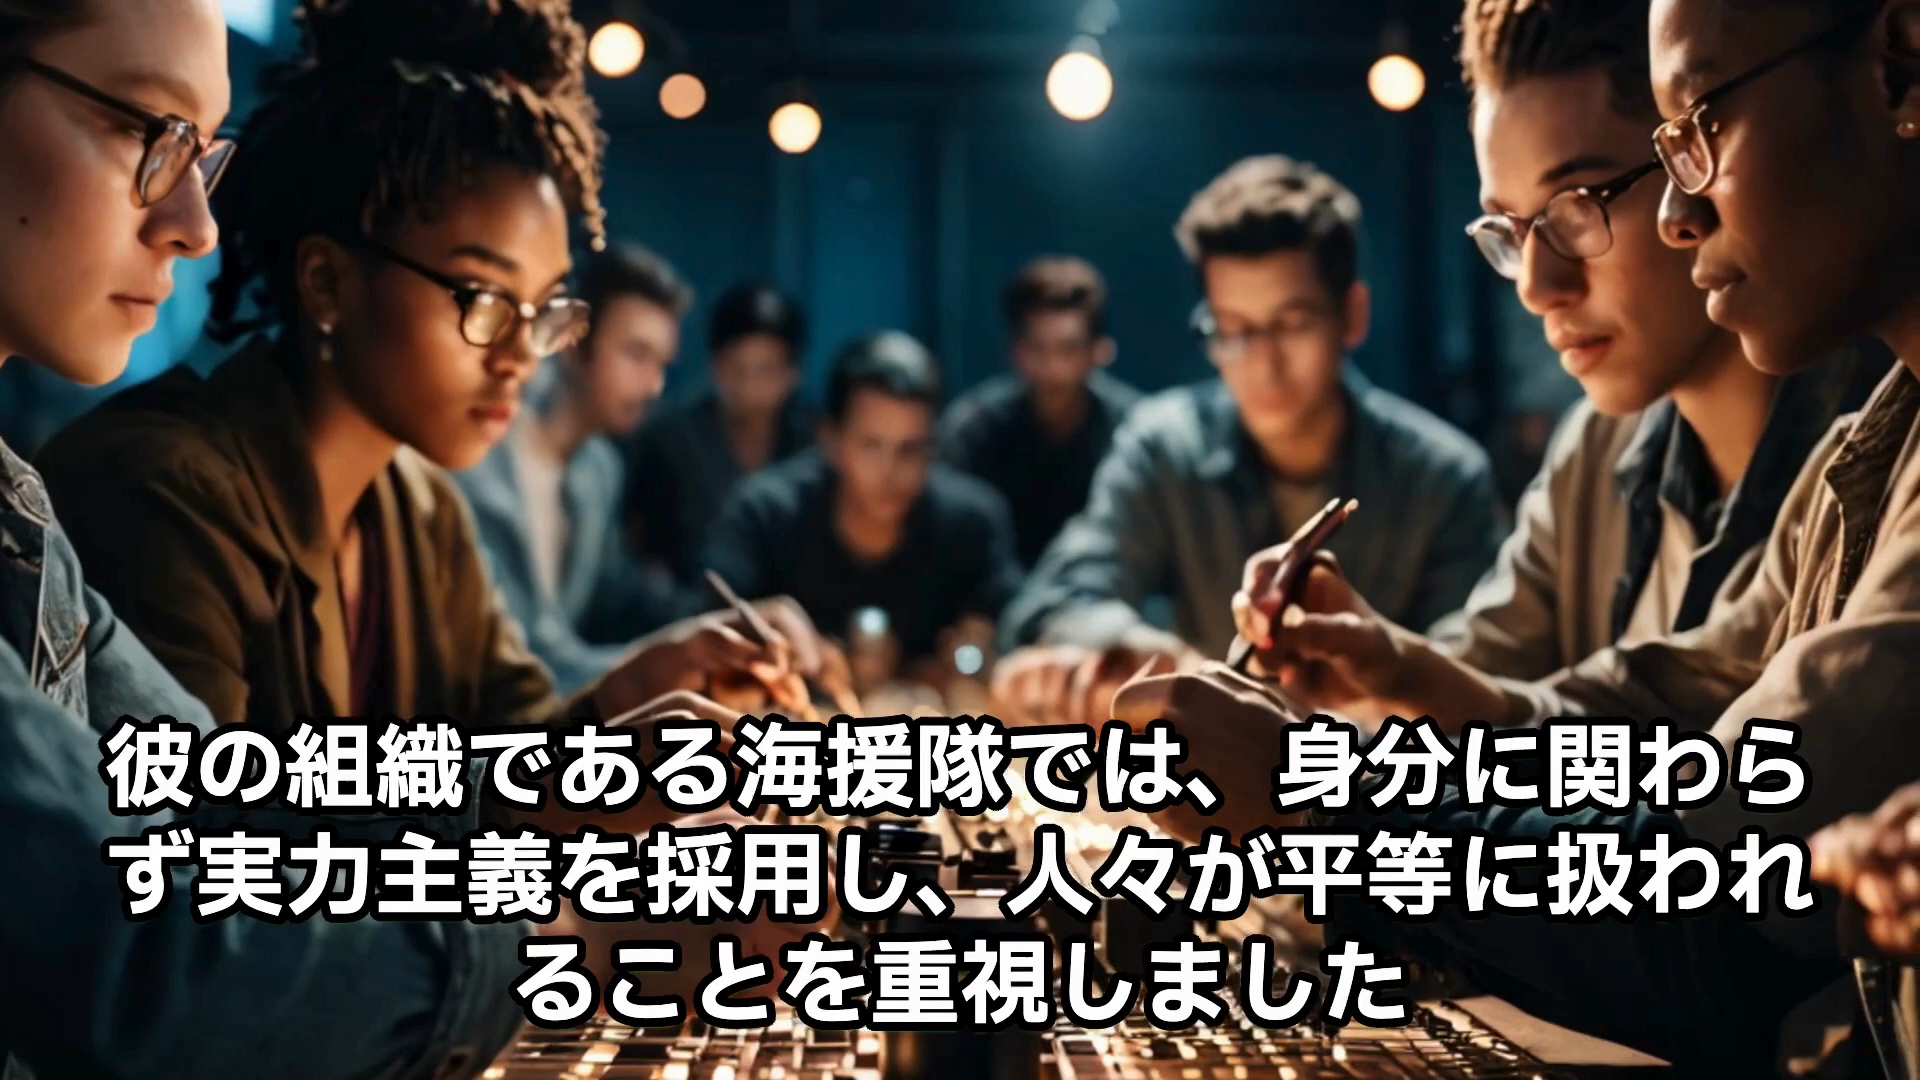 彼の組織である海援隊では、身分に関わら
ず実力主義を採用し、人々が平等に扱われ
ることを重視しました